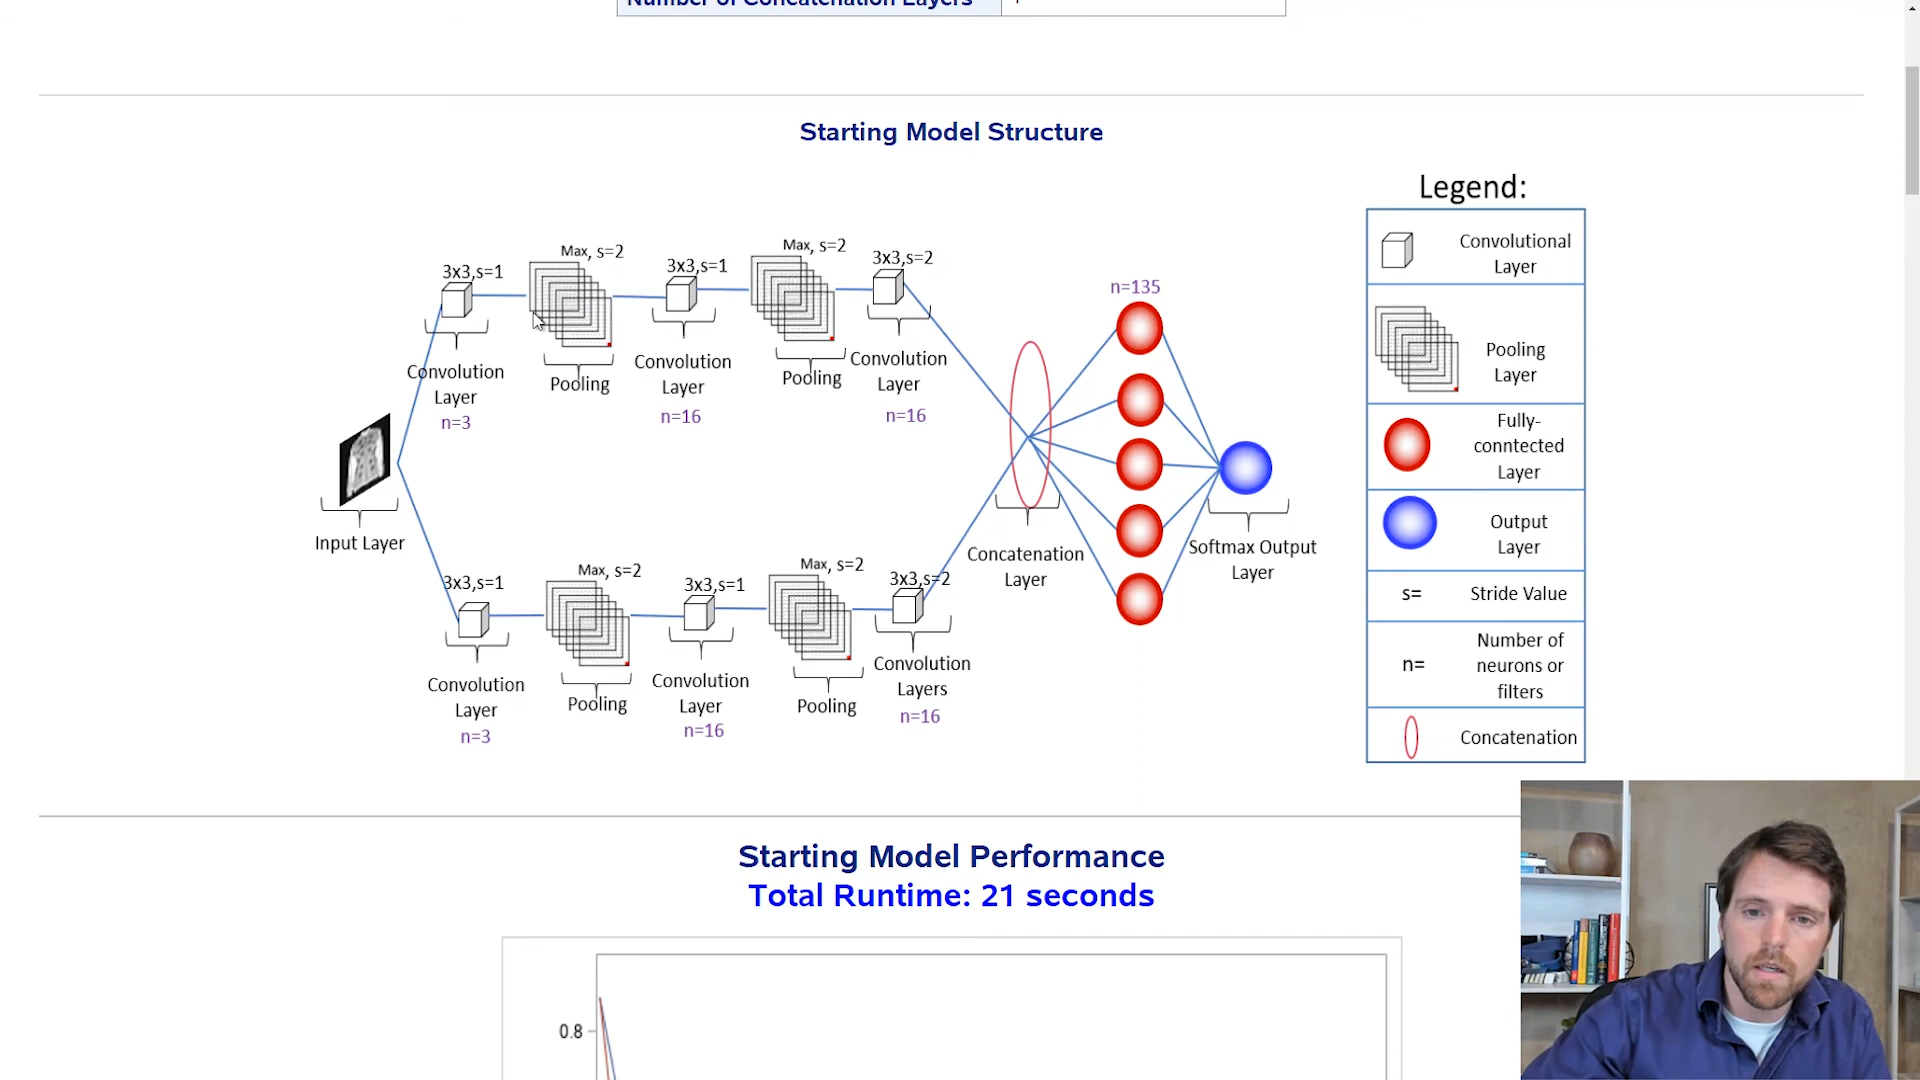 Number of Concatenation Layers
Starting Model Structure
Legend:
Convolutional
Layer
Pooling
Layer
Fully-
conntected
Layer
Output
Layer
s=
Stride Value
n=
Number of
neurons or
filters
Concatenation
3x3,s=1
Max, s=2
3x3,s=1
Max, s=2
3x3,s=2
Convolution
Layer
n=3
Pooling
Convolution
Layer
n=16
Pooling
Convolution
Layer
n=16
n=135
Input Layer
Concatenation
Layer
Softmax Output
Layer
3x3,s=1
Max, s=2
3x3,s=1
Max, s=2
3x3,s=2
Convolution
Layer
n=3
Pooling
Convolution
Layer
n=16
Pooling
Convolution
Layers
n=16
Starting Model Performance
Total Runtime: 21 seconds
0.8